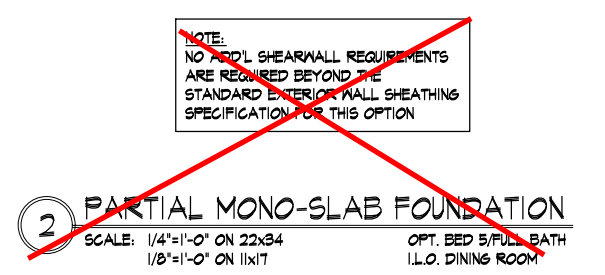 NOTE:
NO ADD'L SHEARWALL REQUIREMENTS
ARE REQUIRED BEYOND THE
STANDARD EXTERIOR WALL SHEATHING
SPECIFICATION FOR THIS OPTION
2 PARTIAL MONO-SLAB FOUNDATION
SCALE: 1/4"=1'-0" ON 22x34 OPT. BED 5/FULL BATH
1/8"=1'-0" ON 11x17 I.L.O. DINING ROOM